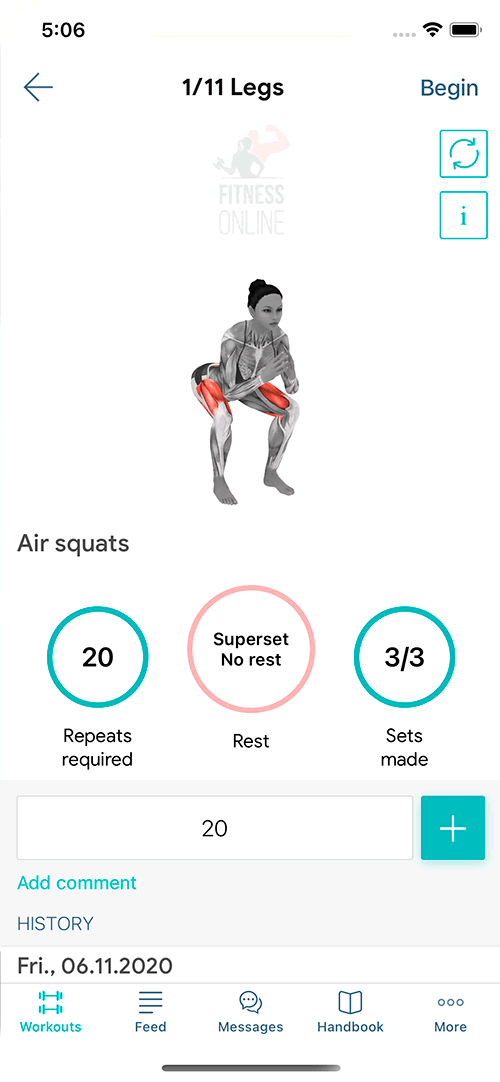 5:06
1/11 Legs
Begin
FITNESS
ONLINE
i
Air squats
20
Superset
No rest
3/3
Repeats
required
Rest
Sets
made
20
Add comment
HISTORY
Fri., 06.11.2020
Workouts
Feed
Messages
Handbook
More